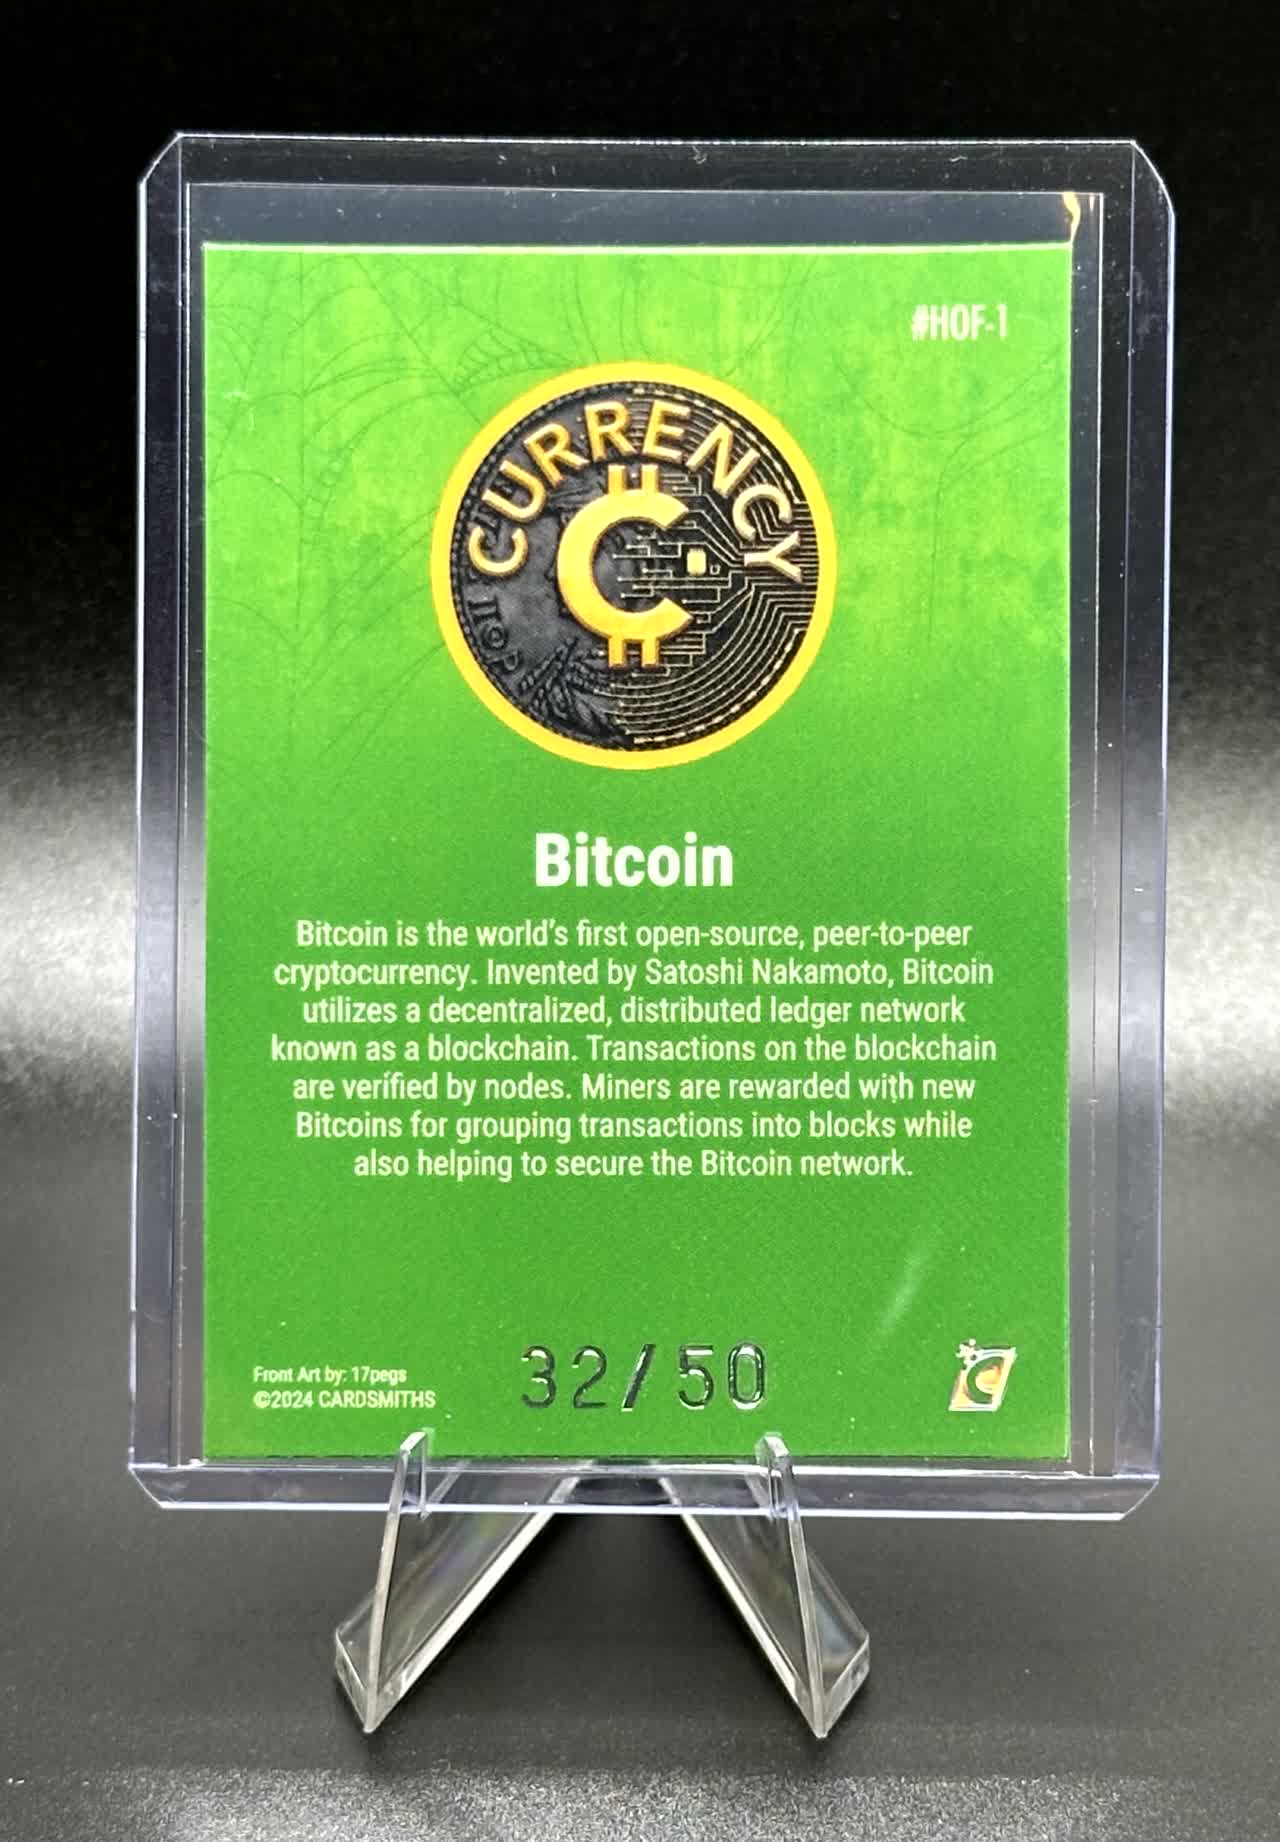 #HOF-1
CURRENCY
Bitcoin
Bitcoin is the world's first open-source, peer-to-peer
cryptocurrency. Invented by Satoshi Nakamoto, Bitcoin
utilizes a decentralized, distributed ledger network
known as a blockchain. Transactions on the blockchain
are verified by nodes. Miners are rewarded with new
Bitcoins for grouping transactions into blocks while
also helping to secure the Bitcoin network.
Front Art by: 17pegs
©2024 CARDSMITHS
32/50